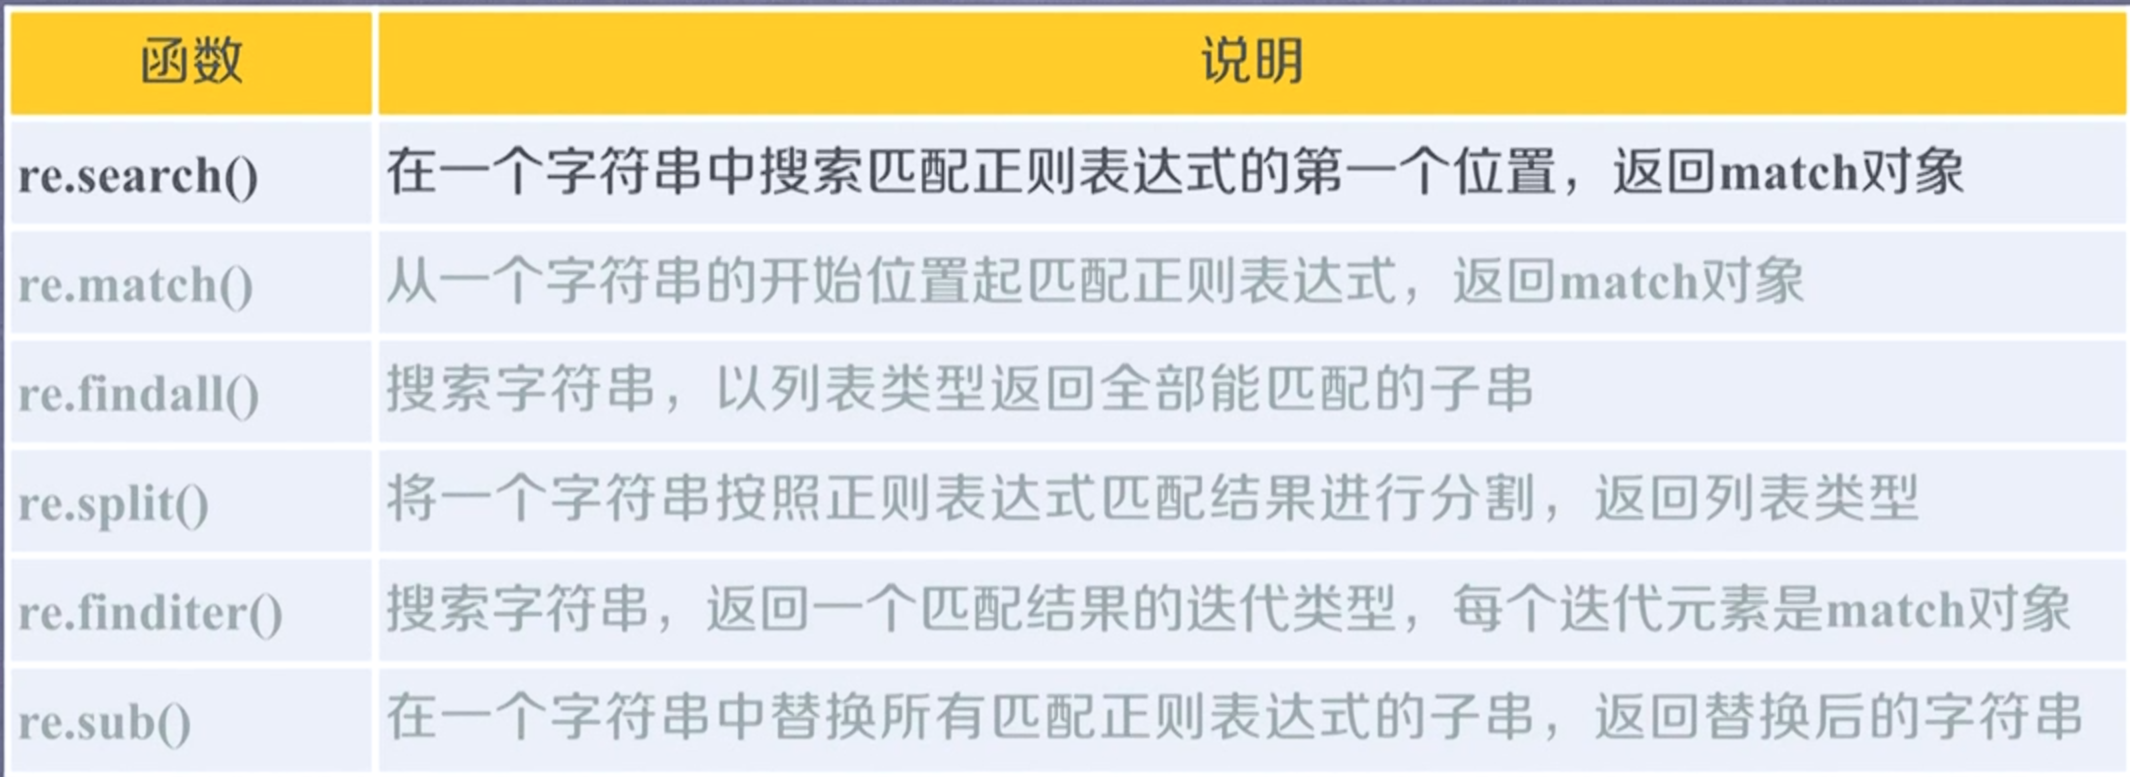 函数 说明
re.search() 在一个字符串中搜索匹配正则表达式的第一个位置，返回match对象
re.match() 从一个字符串的开始位置起匹配正则表达式，返回match对象
re.findall() 搜索字符串，以列表类型返回全部能匹配的子串
re.split() 将一个字符串按照正则表达式匹配结果进行分割，返回列表类型
re.finditer() 搜索字符串，返回一个匹配结果的迭代类型，每个迭代元素是match对象
re.sub() 在一个字符串中替换所有匹配正则表达式的子串，返回替换后的字符串